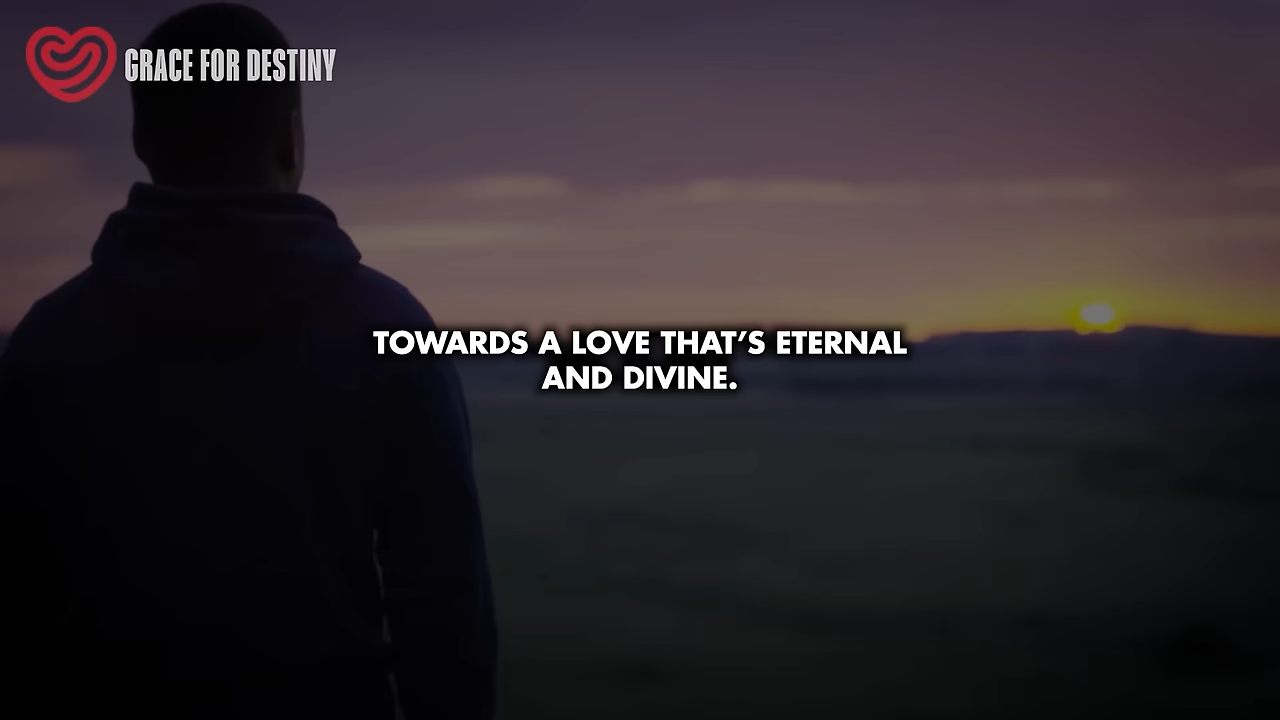 GRACE FOR DESTINY
TOWARDS A LOVE THAT’S ETERNAL
AND DIVINE.